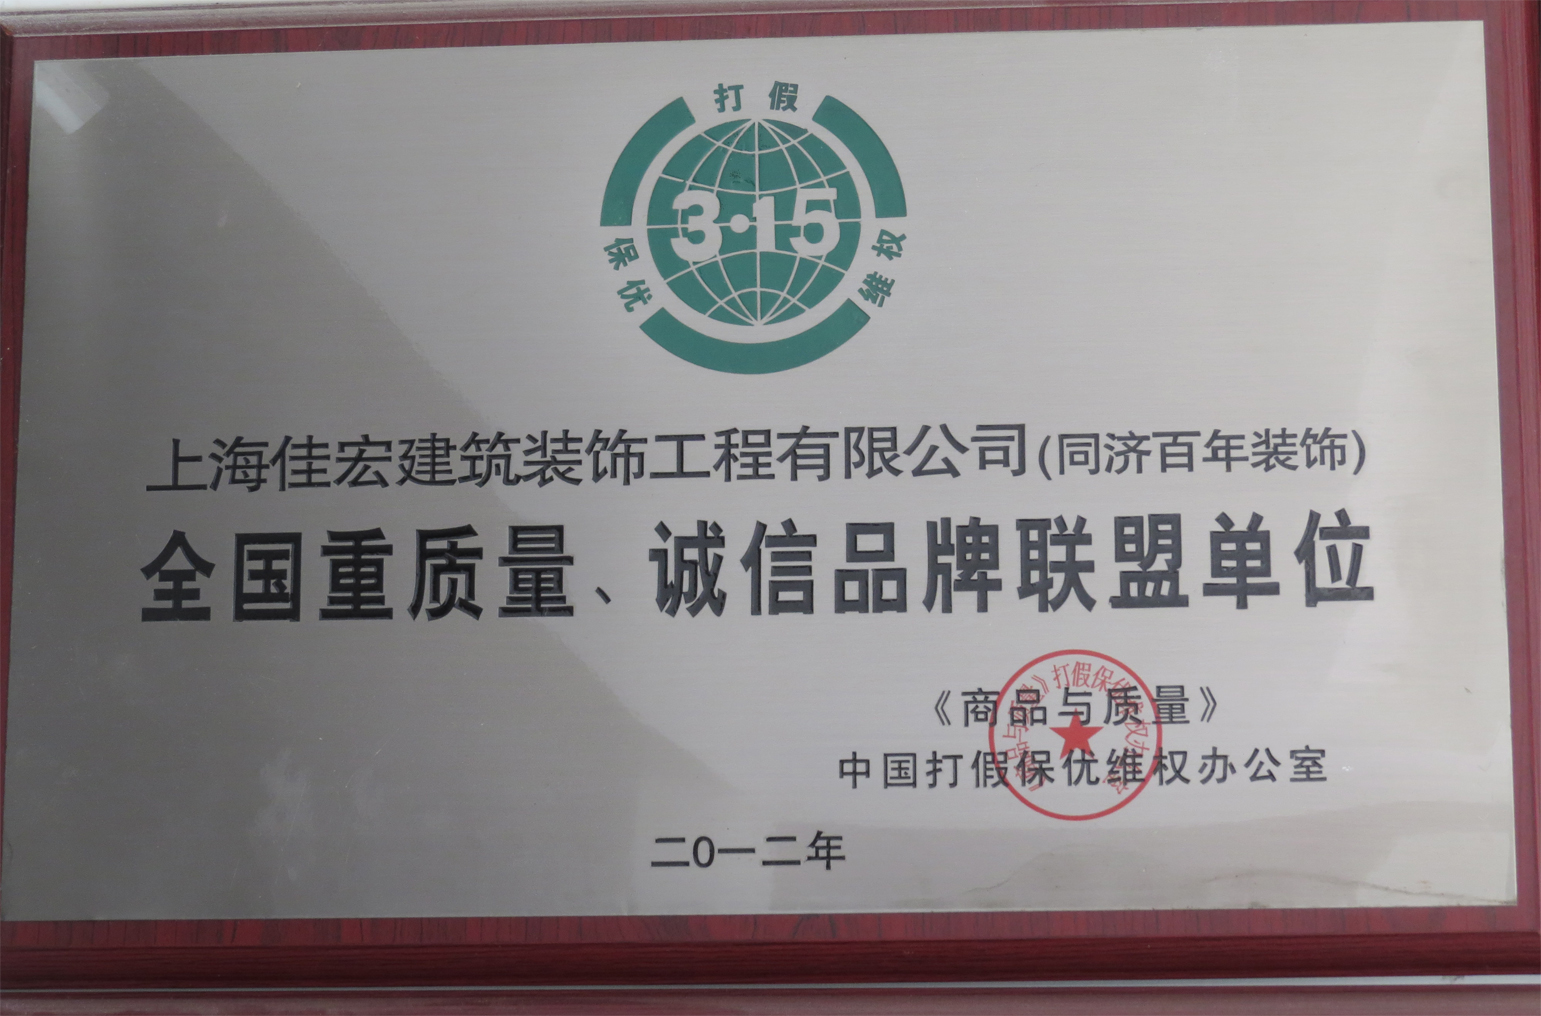 打假
3·15
保优
维权
上海佳宏建筑装饰工程有限公司(同济百年装饰)
全国重质量、诚信品牌联盟单位
《商品与质量》
中国打假保优维权办公室
二0一二年